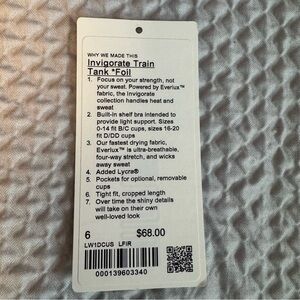 WHY WE MADE THIS
Invigorate Train
Tank *Foil
1. Focus on your strength, not
your sweat. Powered by Everlux™
fabric, the Invigorate
collection handles heat and
sweat
2. Built-in shelf bra intended to
provide light support. Sizes
0-14 fit B/C cups, sizes 16-20
fit D/DD cups
3. Our fastest drying fabric,
Everlux™ is ultra-breathable,
four-way stretch, and wicks
away sweat
4. Added Lycra®
5. Pockets for optional, removable
cups
6. Tight fit, cropped length
7. Over time the shiny details
will take on their own
well-loved look
6 $68.00
LW1DCUS LFIR
000139603340